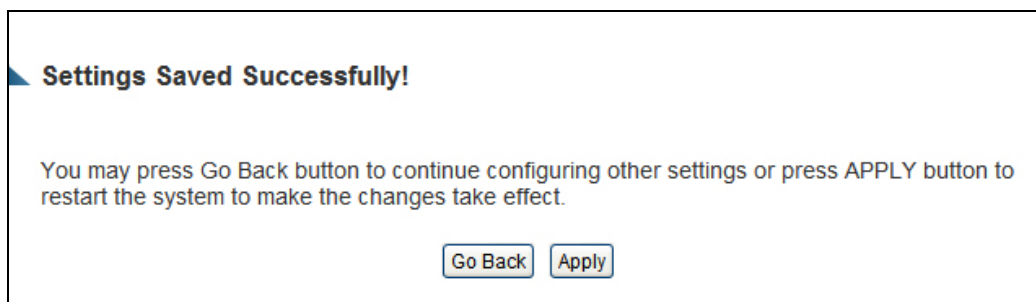 Settings Saved Successfully!
You may press Go Back button to continue configuring other settings or press APPLY button to
restart the system to make the changes take effect.
Go Back Apply